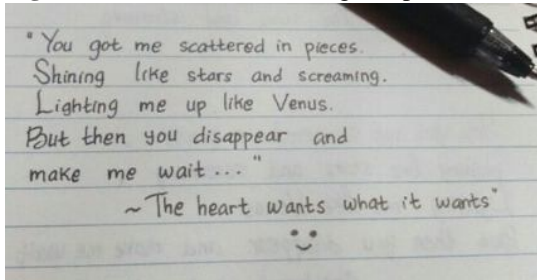 "You got me scattered in pieces.
Shining like stars and screaming.
Lighting me up like Venus.
But then you disappear and
make me wait ..."
~ The heart wants what it wants"